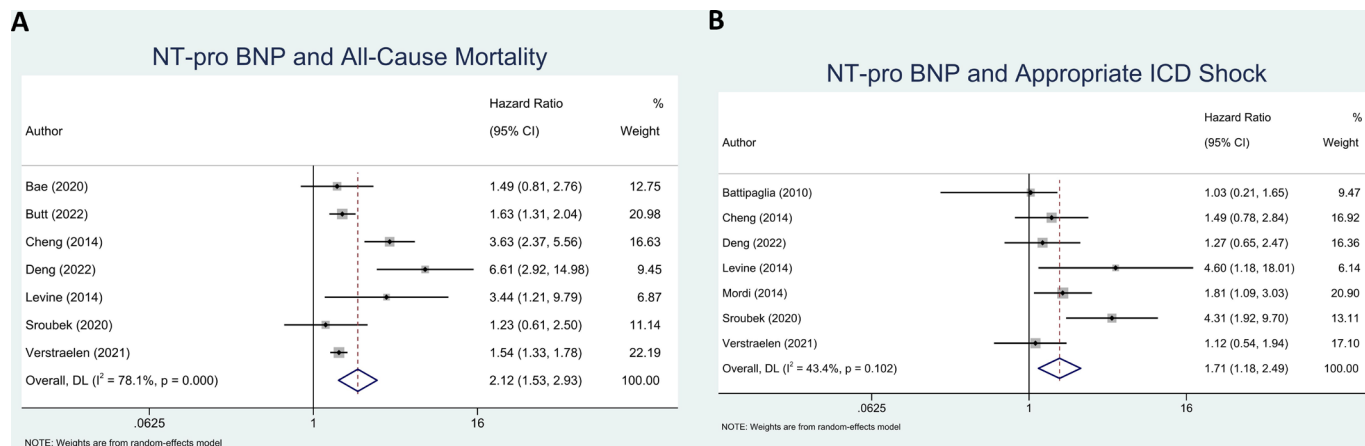 A
NT-pro BNP and All-Cause Mortality
Hazard Ratio %
Author (95% CI) Weight
Bae (2020) 1.49 (0.81, 2.76) 12.75
Butt (2022) 1.63 (1.31, 2.04) 20.98
Cheng (2014) 3.63 (2.37, 5.56) 16.63
Deng (2022) 6.61 (2.92, 14.98) 9.45
Levine (2014) 3.44 (1.21, 9.79) 6.87
Sroubek (2020) 1.23 (0.61, 2.50) 11.14
Verstraelen (2021) 1.54 (1.33, 1.78) 22.19
Overall, DL (I² = 78.1%, p = 0.000) 2.12 (1.53, 2.93) 100.00
.0625 1 16
NOTE: Weights are from random-effects model
B
NT-pro BNP and Appropriate ICD Shock
Hazard Ratio %
Author (95% CI) Weight
Battipaglia (2010) 1.03 (0.21, 1.65) 9.47
Cheng (2014) 1.49 (0.78, 2.84) 16.92
Deng (2022) 1.27 (0.65, 2.47) 16.36
Levine (2014) 4.60 (1.18, 18.01) 6.14
Mordi (2014) 1.81 (1.09, 3.03) 20.90
Sroubek (2020) 4.31 (1.92, 9.70) 13.11
Verstraelen (2021) 1.12 (0.54, 1.94) 17.10
Overall, DL (I² = 43.4%, p = 0.102) 1.71 (1.18, 2.49) 100.00
.0625 1 16
NOTE: Weights are from random-effects model